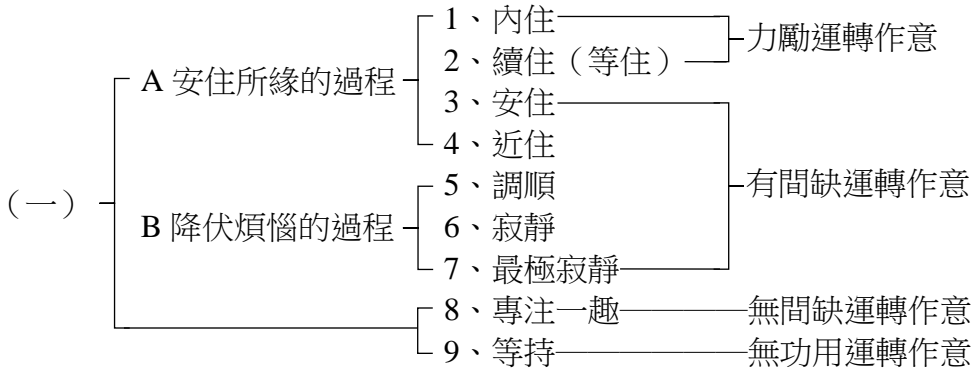 1、內住
力勵運轉作意
2、續住（等住）
A 安住所緣的過程
3、安住
4、近住
5、調順
有間缺運轉作意
（一）
B 降伏煩惱的過程
6、寂靜
7、最極寂靜
8、專注一趣
無間缺運轉作意
9、等持
無功用運轉作意